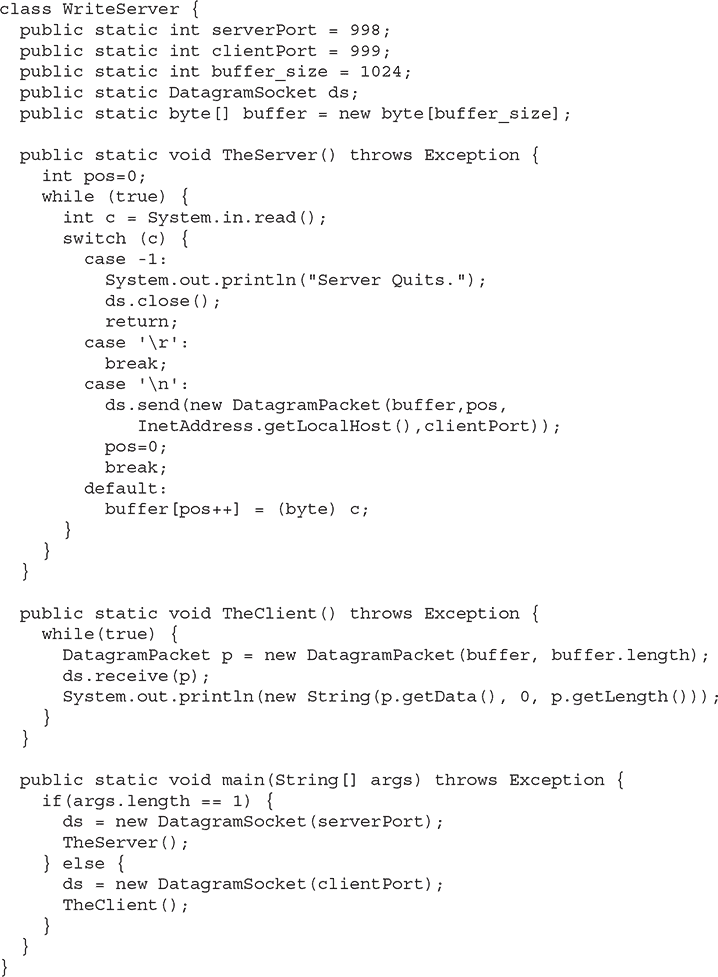 class WriteServer {
  public static int serverPort = 998;
  public static int clientPort = 999;
  public static int buffer_size = 1024;
  public static DatagramSocket ds;
  public static byte[] buffer = new byte[buffer_size];

  public static void TheServer() throws Exception {
    int pos=0;
    while (true) {
      int c = System.in.read();
      switch (c) {
        case -1:
          System.out.println("Server Quits.");
          ds.close();
          return;
        case '\r':
          break;
        case '\n':
          ds.send(new DatagramPacket(buffer,pos,
             InetAddress.getLocalHost(),clientPort));
          pos=0;
          break;
        default:
          buffer[pos++] = (byte) c;
      }
    }
  }

  public static void TheClient() throws Exception {
    while(true) {
      DatagramPacket p = new DatagramPacket(buffer, buffer.length);
      ds.receive(p);
      System.out.println(new String(p.getData(), 0, p.getLength()));
    }
  }

  public static void main(String[] args) throws Exception {
    if(args.length == 1) {
      ds = new DatagramSocket(serverPort);
      TheServer();
    } else {
      ds = new DatagramSocket(clientPort);
      TheClient();
    }
  }
}